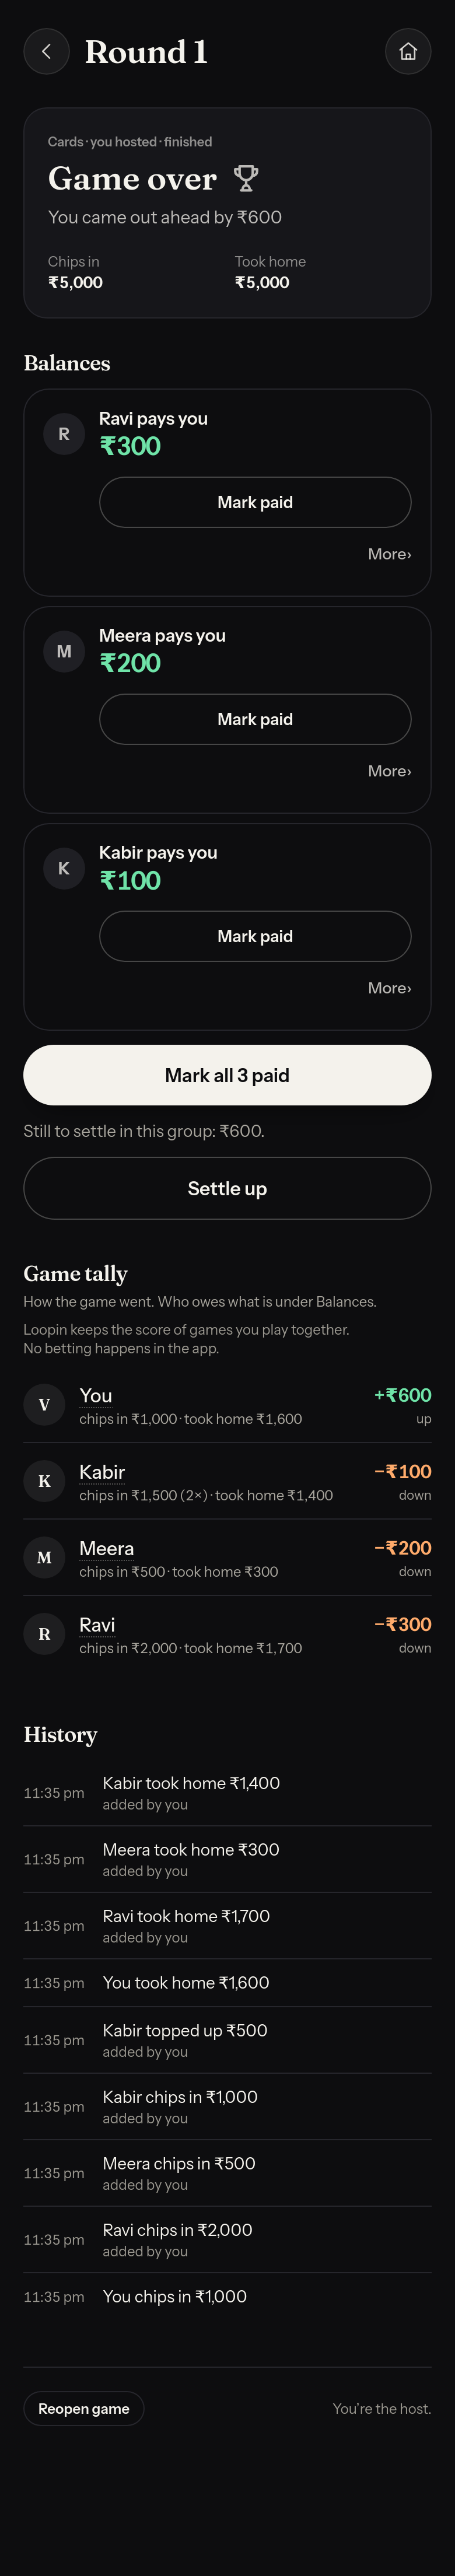 Round 1
Cards · you hosted · finished
Game over
You came out ahead by ₹600
Chips in
Took home
₹5,000
₹5,000
Balances
R
Ravi pays you
₹300
Mark paid
More›
M
Meera pays you
₹200
Mark paid
More›
K
Kabir pays you
₹100
Mark paid
More›
Mark all 3 paid
Still to settle in this group: ₹600.
Settle up
Game tally
How the game went. Who owes what is under Balances.
Loopin keeps the score of games you play together.
No betting happens in the app.
V
You
+₹600
chips in ₹1,000 · took home ₹1,600
up
K
Kabir
−₹100
chips in ₹1,500 (2×) · took home ₹1,400
down
M
Meera
−₹200
chips in ₹500 · took home ₹300
down
R
Ravi
−₹300
chips in ₹2,000 · took home ₹1,700
down
History
11:35 pm
Kabir took home ₹1,400
added by you
11:35 pm
Meera took home ₹300
added by you
11:35 pm
Ravi took home ₹1,700
added by you
11:35 pm
You took home ₹1,600
11:35 pm
Kabir topped up ₹500
added by you
11:35 pm
Kabir chips in ₹1,000
added by you
11:35 pm
Meera chips in ₹500
added by you
11:35 pm
Ravi chips in ₹2,000
added by you
11:35 pm
You chips in ₹1,000
Reopen game
You're the host.